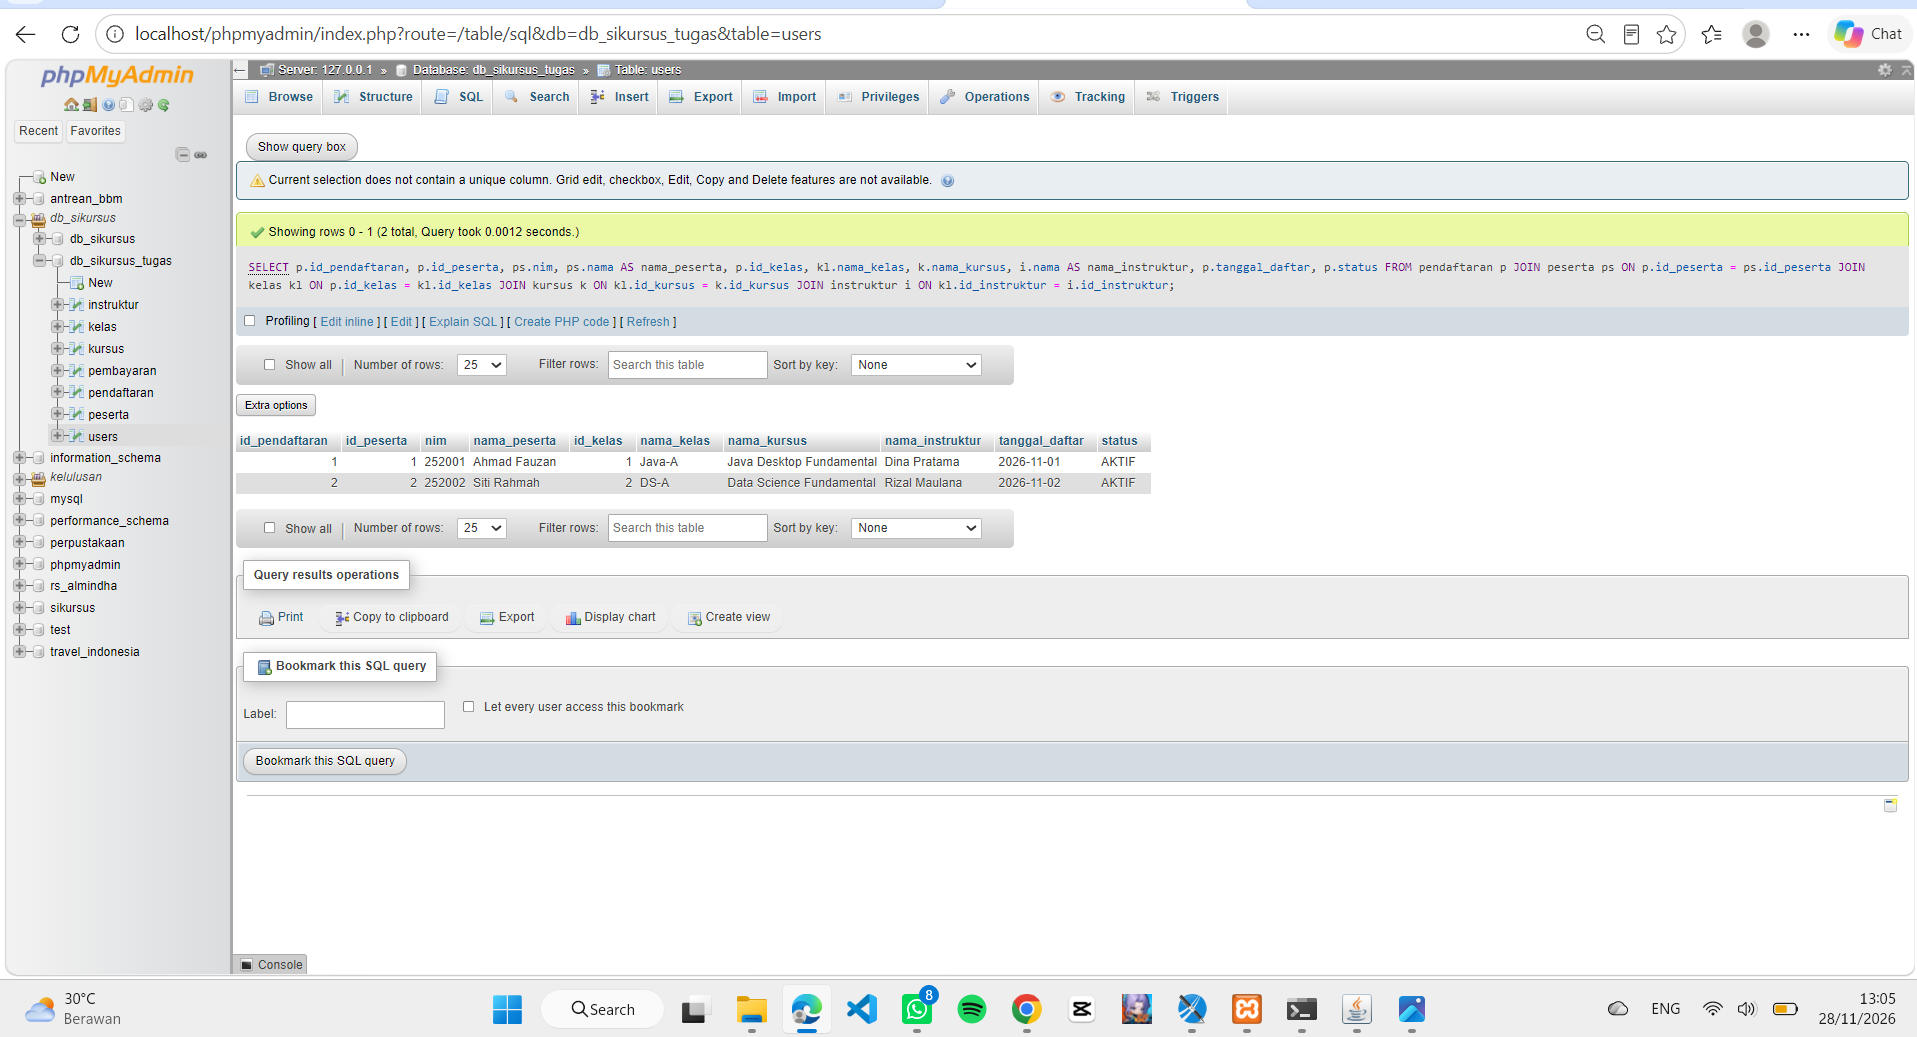 localhost/phpmyadmin/index.php?route=/table/sql&db=db_sikursus_tugas&table=users
Chat
phpMyAdmin
Recent Favorites
New
antrean_bbm
db_sikursus
db_sikursus
db_sikursus_tugas
New
instruktur
kelas
kursus
pembayaran
pendaftaran
peserta
users
information_schema
kelulusan
mysql
performance_schema
perpustakaan
phpmyadmin
rs_almindha
sikursus
test
travel_indonesia
Server: 127.0.0.1 » Database: db_sikursus_tugas » Table: users
Browse Structure SQL Search Insert Export Import Privileges Operations Tracking Triggers
Show query box
Current selection does not contain a unique column. Grid edit, checkbox, Edit, Copy and Delete features are not available.
Showing rows 0 - 1 (2 total, Query took 0.0012 seconds.)
SELECT p.id_pendaftaran, p.id_peserta, ps.nim, ps.nama AS nama_peserta, p.id_kelas, kl.nama_kelas, k.nama_kursus, i.nama AS nama_instruktur, p.tanggal_daftar, p.status FROM pendaftaran p JOIN peserta ps ON p.id_peserta = ps.id_peserta JOIN
kelas kl ON p.id_kelas = kl.id_kelas JOIN kursus k ON kl.id_kursus = k.id_kursus JOIN instruktur i ON kl.id_instruktur = i.id_instruktur;
Profiling [ Edit inline ] [ Edit ] [ Explain SQL ] [ Create PHP code ] [ Refresh ]
Show all Number of rows: 25 Filter rows: Search this table Sort by key: None
Extra options
id_pendaftaran id_peserta nim nama_peserta id_kelas nama_kelas nama_kursus nama_instruktur tanggal_daftar status
1 1 252001 Ahmad Fauzan 1 Java-A Java Desktop Fundamental Dina Pratama 2026-11-01 AKTIF
2 2 252002 Siti Rahmah 2 DS-A Data Science Fundamental Rizal Maulana 2026-11-02 AKTIF
Show all Number of rows: 25 Filter rows: Search this table Sort by key: None
Query results operations
Print Copy to clipboard Export Display chart Create view
Bookmark this SQL query
Label: Let every user access this bookmark
Bookmark this SQL query
Console
30°C
Berawan
Search
8
ENG
13:05
28/11/2026